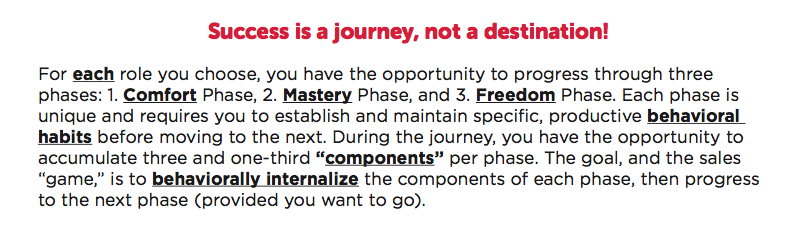 Success is a journey, not a destination!
For each role you choose, you have the opportunity to progress through three
phases: 1. Comfort Phase, 2. Mastery Phase, and 3. Freedom Phase. Each phase is
unique and requires you to establish and maintain specific, productive behavioral
habits before moving to the next. During the journey, you have the opportunity to
accumulate three and one-third “components” per phase. The goal, and the sales
“game,” is to behaviorally internalize the components of each phase, then progress
to the next phase (provided you want to go).